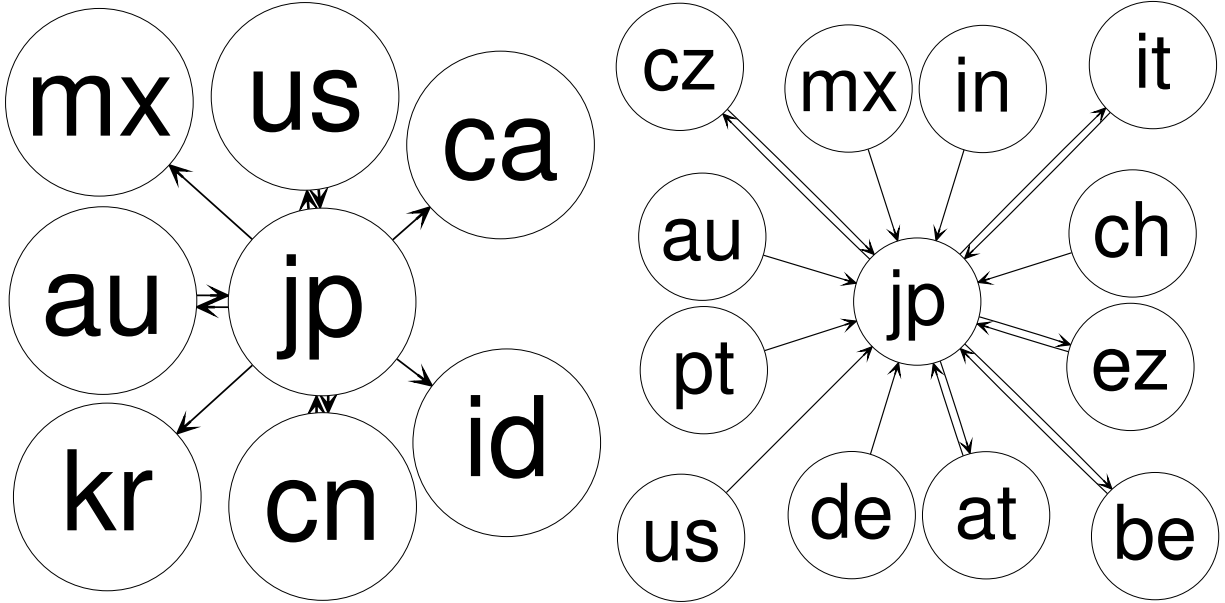 mx
us
ca
au
jp
kr
cn
id
cz
mx
in
it
au
ch
jp
pt
ez
us
de
at
be